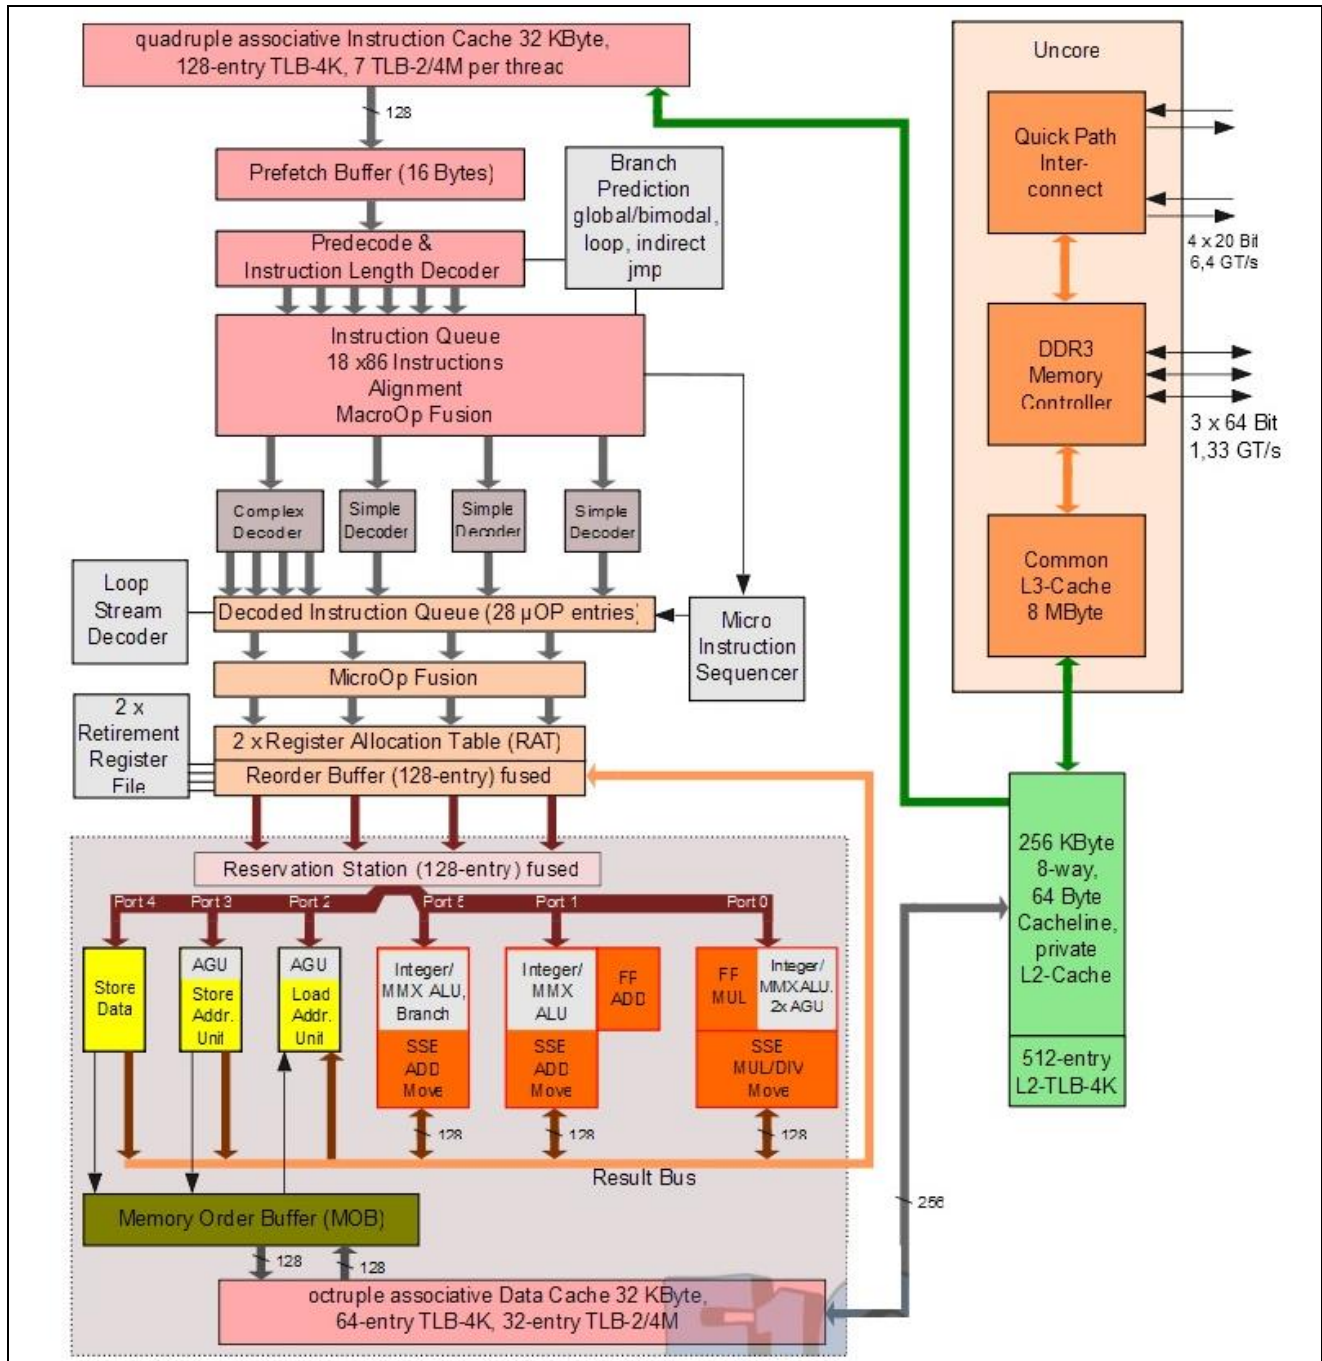 quadruple associative Instruction Cache 32 KByte,
128-entry TLB-4K, 7 TLB-2/4M per thread
128
Prefetch Buffer (16 Bytes)
Predecode &
Instruction Length Decoder
Branch
Prediction
global/bimodal,
loop, indirect
jmp
Instruction Queue
18 x86 Instructions
Alignment
MacroOp Fusion
Complex
Decoder
Simple
Decoder
Simple
Decoder
Simple
Decoder
Loop
Stream
Decoder
Decoded Instruction Queue (28 µOP entries)
Micro
Instruction
Sequencer
MicroOp Fusion
2 x
Retirement
Register
File
2 x Register Allocation Table (RAT)
Reorder Buffer (128-entry) fused
Reservation Station (128-entry) fused
Port 4
Port 3
Port 2
Port 5
Port 1
Port 0
Store
Data
AGU
Store
Addr.
Unit
AGU
Load
Addr.
Unit
Integer/
MMX ALU,
Branch
SSE
ADD
Move
Integer/
MMX
ALU
FP
ADD
SSE
ADD
Move
FP
MUL
Integer/
MMX ALU,
2x AGU
SSE
MUL/DIV
Move
128
128
128
Result Bus
Memory Order Buffer (MOB)
128
128
octuple associative Data Cache 32 KByte,
64-entry TLB-4K, 32-entry TLB-2/4M
256
Uncore
Quick Path
Inter-
connect
4 x 20 Bit
6,4 GT/s
DDR3
Memory
Controller
3 x 64 Bit
1,33 GT/s
Common
L3-Cache
8 MByte
256 KByte
8-way,
64 Byte
Cacheline,
private
L2-Cache
512-entry
L2-TLB-4K